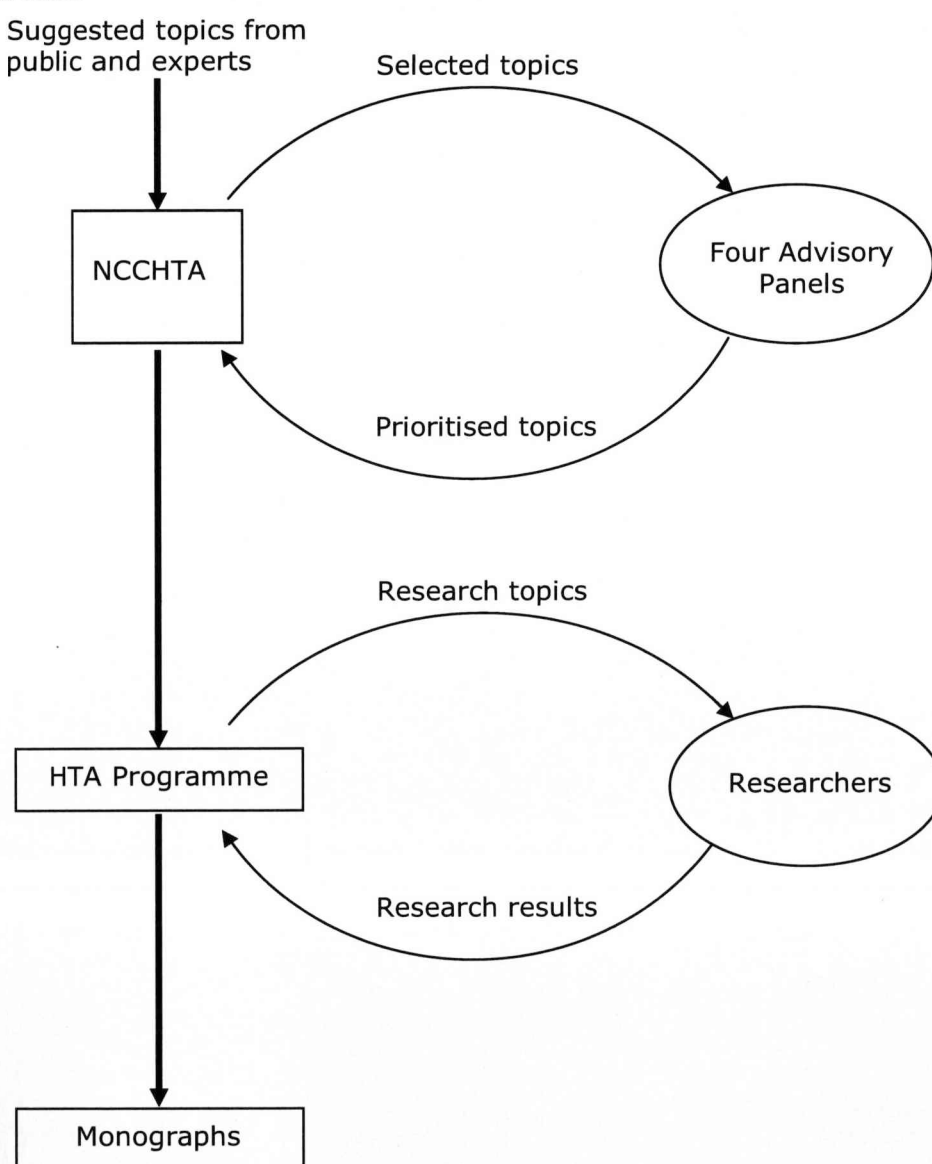 Suggested topics from
public and experts
Selected topics
NCCHTA
Four Advisory
Panels
Prioritised topics
Research topics
HTA Programme
Researchers
Research results
Monographs